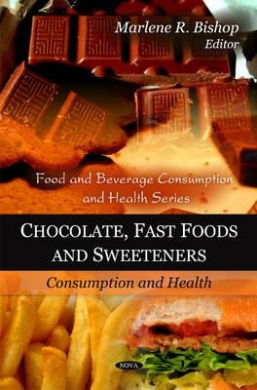 Marlene R. Bishop
Editor
Food and Beverage Consumption
and Health Series
CHOCOLATE, FAST FOODS
AND SWEETENERS
Consumption and Health
NOVA